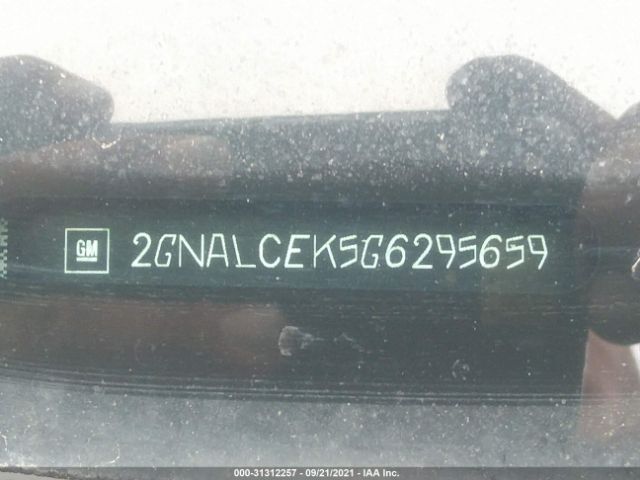 GM 2GNALCEK5G6295659
000-31312257 - 09/21/2021 - IAA Inc.